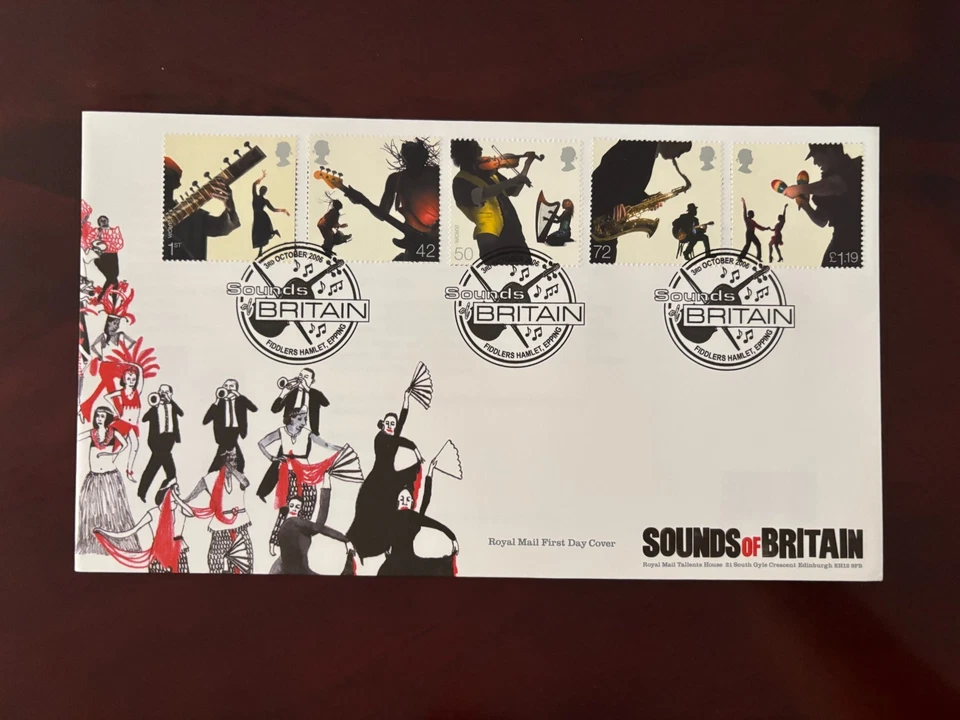 1ST
42
50
72
£1.19
3RD OCTOBER 2006
Sounds
of BRITAIN
FIDDLERS HAMLET, EPPING
3RD OCTOBER 2006
Sounds
of BRITAIN
FIDDLERS HAMLET, EPPING
3RD OCTOBER 2006
Sounds
of BRITAIN
FIDDLERS HAMLET, EPPING
Royal Mail First Day Cover
SOUNDS OF BRITAIN
Royal Mail Tallents House 21 South Gyle Crescent Edinburgh EH12 9PB